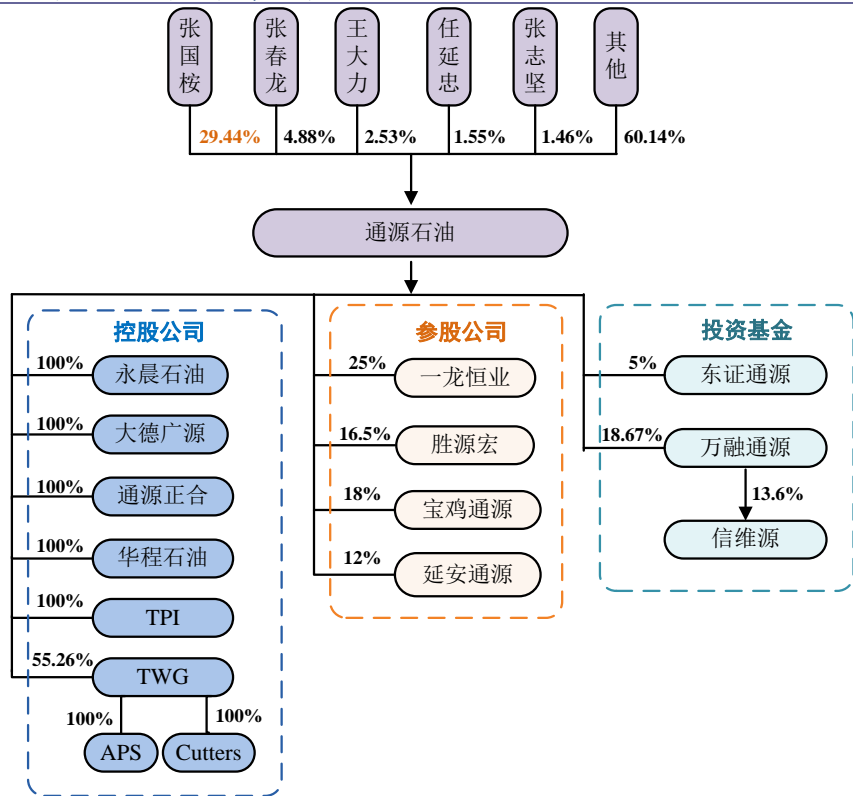 张国桉
张春龙
王大力
任延忠
张志坚
其他
29.44%
4.88%
2.53%
1.55%
1.46%
60.14%
通源石油
控股公司
100%
永晨石油
100%
大德广源
100%
通源正合
100%
华程石油
100%
TPI
55.26%
TWG
100%
100%
APS
Cutters
参股公司
25%
一龙恒业
16.5%
胜源宏
18%
宝鸡通源
12%
延安通源
投资基金
5%
东证通源
18.67%
万融通源
13.6%
信维源